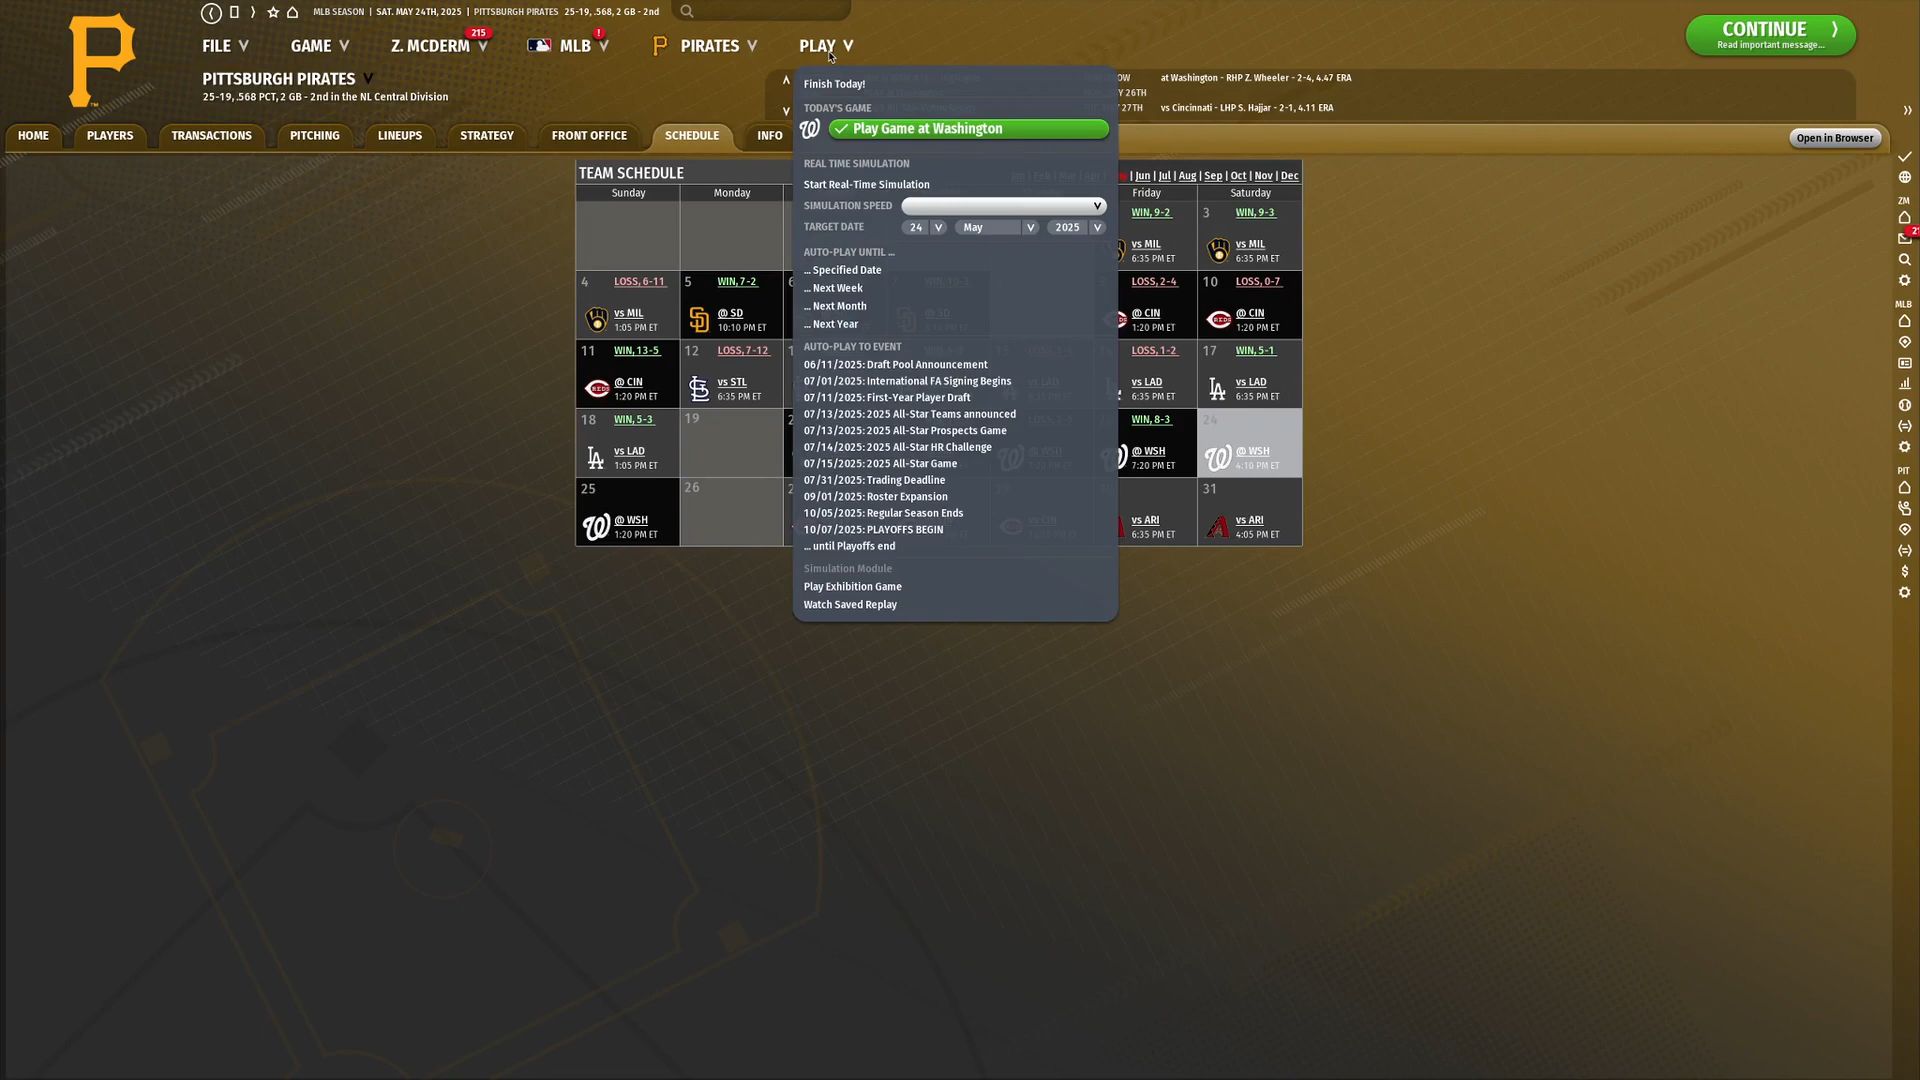 MLB SEASON | SAT. MAY 24TH, 2025 | PITTSBURGH PIRATES 25-19, .568, 2 GB - 2nd
FILE GAME Z. MCDERM 215 MLB ! PIRATES PLAY
CONTINUE
Read important message...
PITTSBURGH PIRATES
25-19, .568 PCT, 2 GB - 2nd in the NL Central Division
at Washington - RHP Z. Wheeler - 2-4, 4.47 ERA
vs Cincinnati - LHP S. Hajjar - 2-1, 4.11 ERA
HOME PLAYERS TRANSACTIONS PITCHING LINEUPS STRATEGY FRONT OFFICE SCHEDULE INFO
Open in Browser
Finish Today!
TODAY'S GAME
Play Game at Washington
REAL TIME SIMULATION
Start Real-Time Simulation
SIMULATION SPEED
TARGET DATE 24 May 2025
AUTO-PLAY UNTIL ...
... Specified Date
... Next Week
... Next Month
... Next Year
AUTO-PLAY TO EVENT
06/11/2025: Draft Pool Announcement
07/01/2025: International FA Signing Begins
07/11/2025: First-Year Player Draft
07/13/2025: 2025 All-Star Teams announced
07/13/2025: 2025 All-Star Prospects Game
07/14/2025: 2025 All-Star HR Challenge
07/15/2025: 2025 All-Star Game
07/31/2025: Trading Deadline
09/01/2025: Roster Expansion
10/05/2025: Regular Season Ends
10/07/2025: PLAYOFFS BEGIN
... until Playoffs end
Simulation Module
Play Exhibition Game
Watch Saved Replay
TEAM SCHEDULE
| Jun | Jul | Aug | Sep | Oct | Nov | Dec
Sunday Monday Friday Saturday
WIN, 9-2 3 WIN, 9-3
vs MIL vs MIL
6:35 PM ET 6:35 PM ET
4 LOSS, 6-11 5 WIN, 7-2 LOSS, 2-4 10 LOSS, 0-7
vs MIL @ SD @ CIN @ CIN
1:05 PM ET 10:10 PM ET 1:20 PM ET 1:20 PM ET
11 WIN, 13-5 12 LOSS, 7-12 LOSS, 1-2 17 WIN, 5-1
@ CIN vs STL vs LAD vs LAD
1:20 PM ET 6:35 PM ET 6:35 PM ET 6:35 PM ET
18 WIN, 5-3 19 WIN, 8-3 24
vs LAD @ WSH @ WSH
1:05 PM ET 7:20 PM ET 4:10 PM ET
25 26 31
@ WSH vs ARI vs ARI
1:20 PM ET 6:35 PM ET 4:05 PM ET
ZM
MLB
PIT